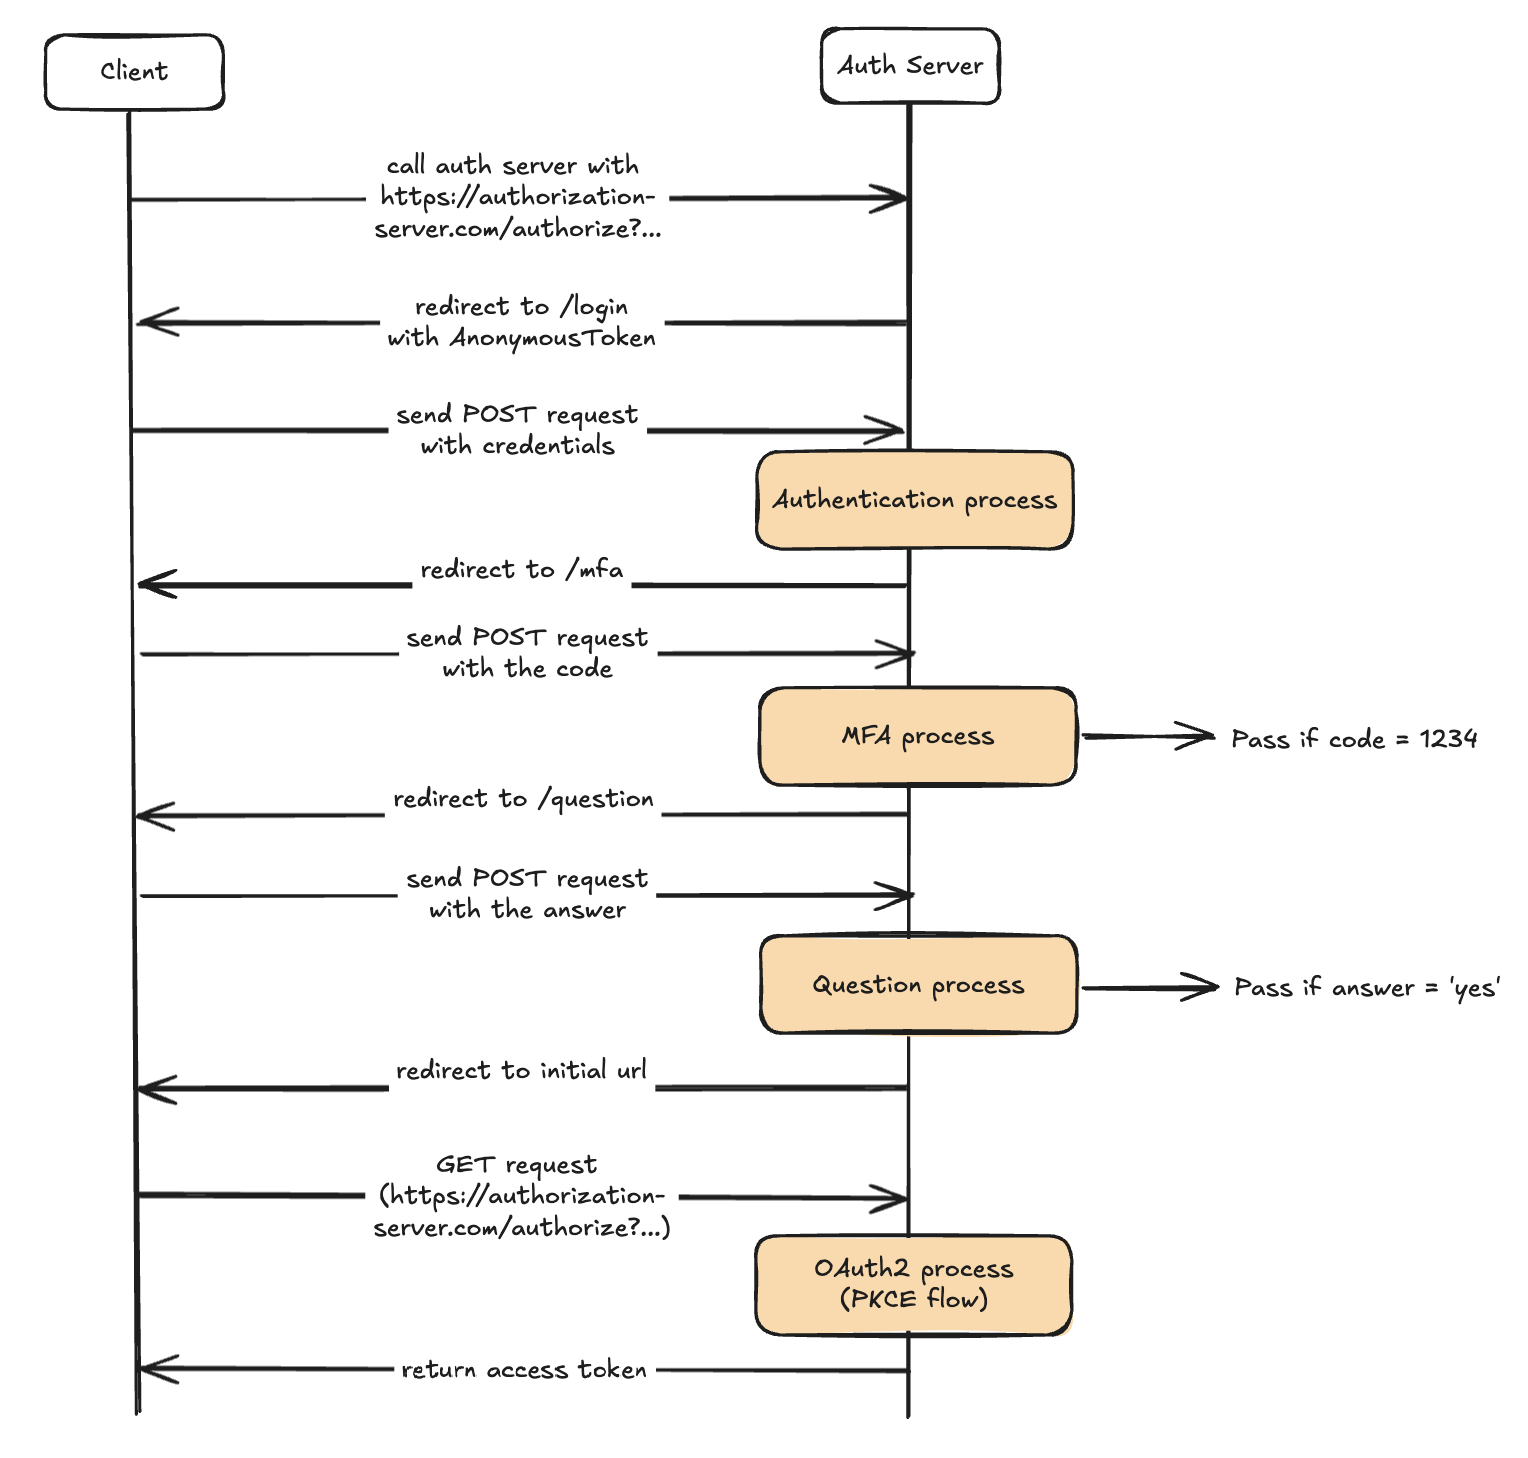 Client
Auth Server
call auth server with
https://authorization-
server.com/authorize?...
redirect to /login
with AnonymousToken
send POST request
with credentials
Authentication process
redirect to /mfa
send POST request
with the code
MFA process
Pass if code = 1234
redirect to /question
send POST request
with the answer
Question process
Pass if answer = 'yes'
redirect to initial url
GET request
(https://authorization-
server.com/authorize?...)
OAuth2 process
(PKCE flow)
return access token